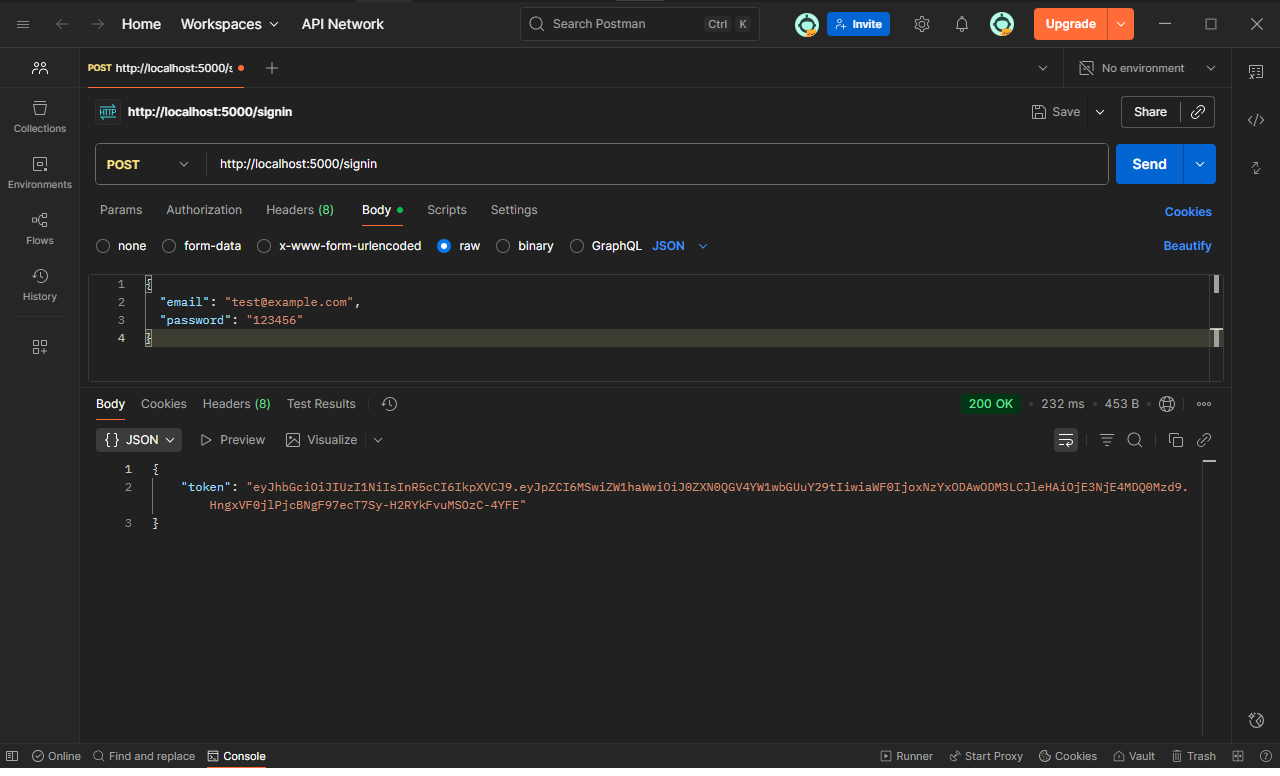 Home Workspaces API Network Search Postman Ctrl K Invite Upgrade
POST http://localhost:5000/s No environment
HTTP http://localhost:5000/signin Save Share
POST http://localhost:5000/signin Send
Params Authorization Headers (8) Body Scripts Settings Cookies
none form-data x-www-form-urlencoded raw binary GraphQL JSON Beautify
1 {
2 "email": "test@example.com",
3 "password": "123456"
4 }
Collections
Environments
Flows
History
Body Cookies Headers (8) Test Results 200 OK 232 ms 453 B
{ } JSON Preview Visualize
1 {
2 "token": "eyJhbGciOiJIUzI1NiIsInR5cCI6IkpXVCJ9.eyJpZCI6MSwiZW1haWwiOiJ0ZXN0QGV4YW1wbGUuY29tIiwiaWF0IjoxNzYxODAwODM3LCJleHAiOjE3NjE4MDQ0Mzd9.
HngxVF0jlPjcBNgF97ecT7Sy-H2RYkFvuMSOzC-4YFE"
3 }
Online Find and replace Console Runner Start Proxy Cookies Vault Trash